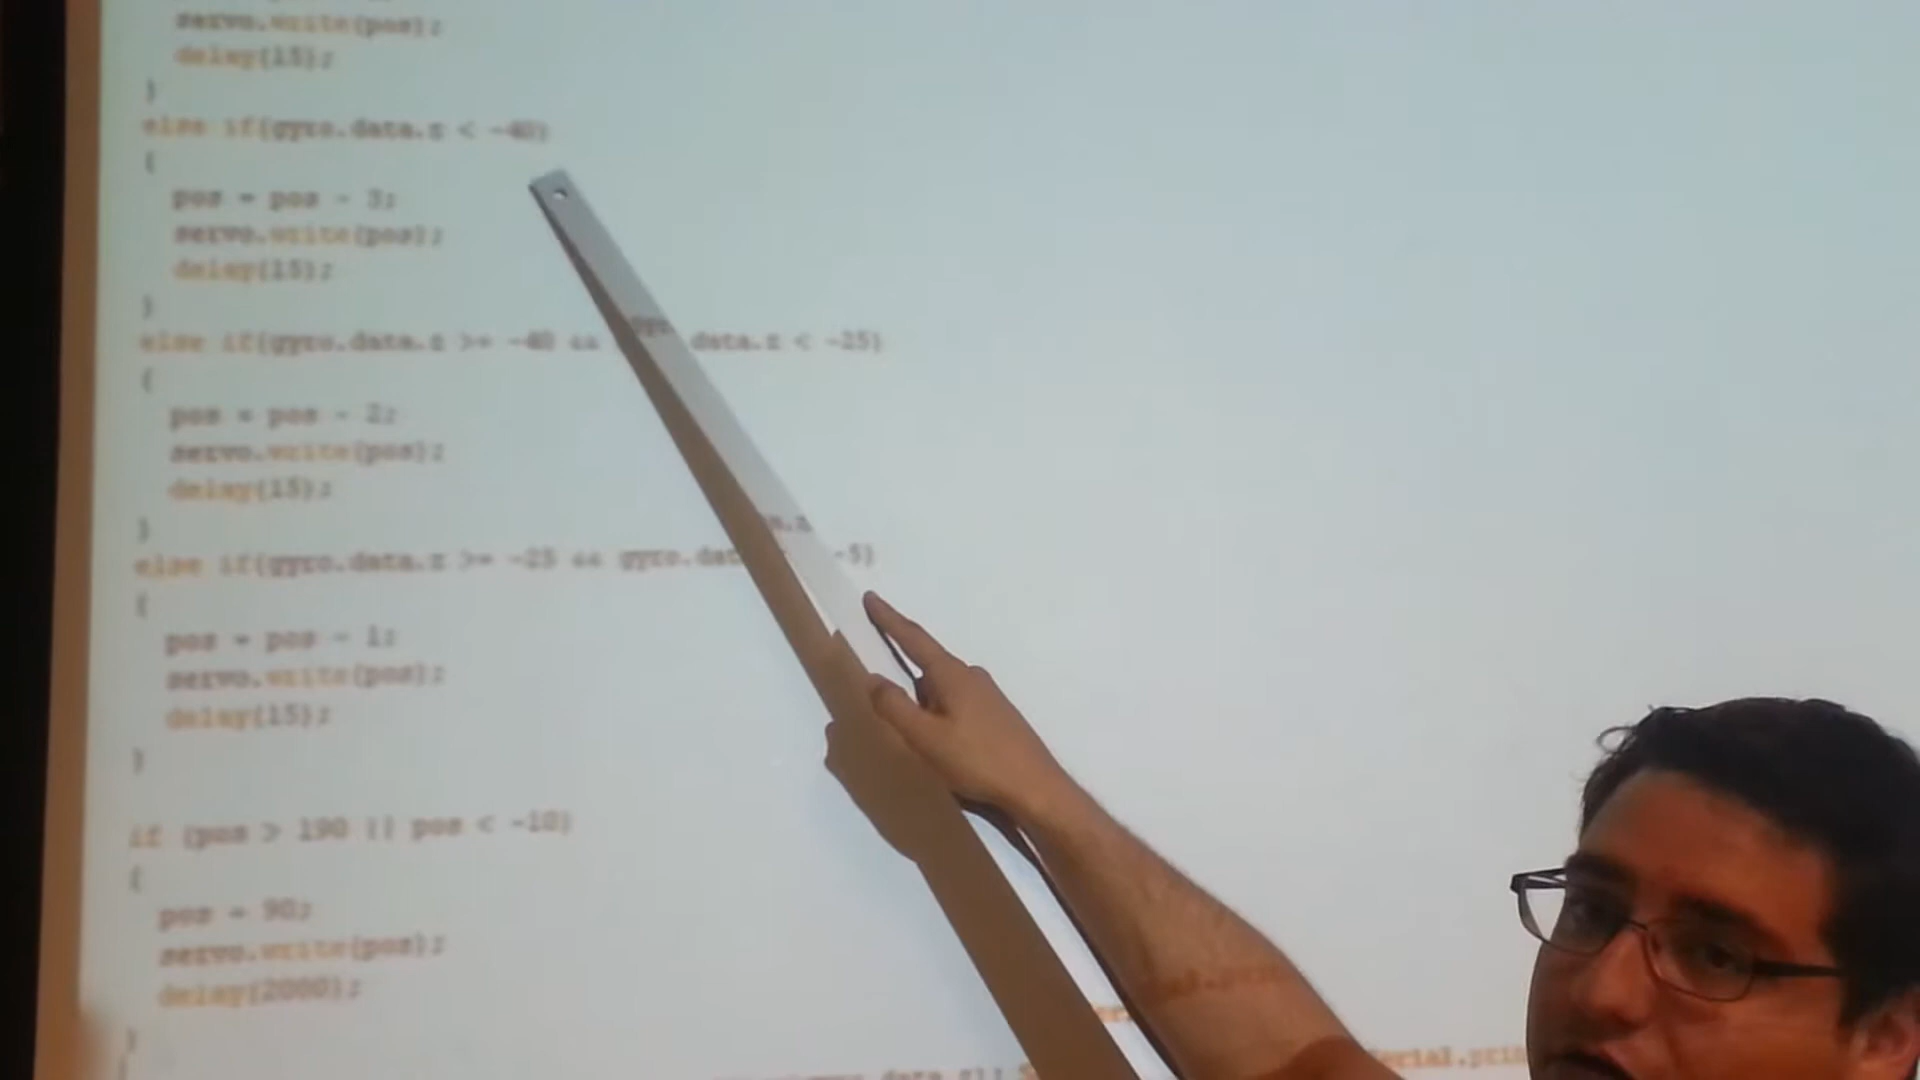 servo.write(pos);
delay(15);
}
else if(gyro.data.z < -40)
{
pos = pos - 3;
servo.write(pos);
delay(15);
}
else if(gyro.data.z >= -40 && gyro.data.z < -25)
{
pos = pos - 2;
servo.write(pos);
delay(15);
}
else if(gyro.data.z >= -25 && gyro.data.z -5)
{
pos = pos - 1;
servo.write(pos);
delay(15);
}
if (pos > 190 || pos < -10)
{
pos = 90;
servo.write(pos);
delay(2000);
}